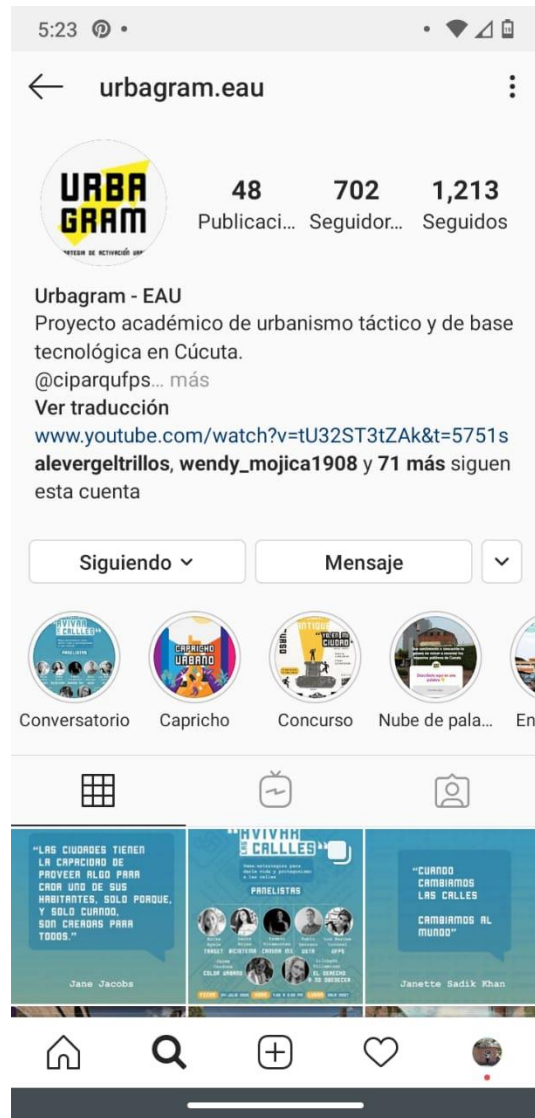 5:23
urbagram.eau
URBA
GRAM
48
702
1,213
Publicaci...
Seguidor...
Seguidos
Urbagram - EAU
Proyecto académico de urbanismo táctico y de base
tecnológica en Cúcuta.
@ciparqufps... más
Ver traducción
www.youtube.com/watch?v=tU32ST3tZAk&t=5751s
alevergeltrillos, wendy_mojica1908 y 71 más siguen
esta cuenta
Siguiendo
Mensaje
CAPRICHO
URBANO
Conversatorio
Capricho
Concurso
Nube de pala...
En
"LAS CIUDADES TIENEN
LA CAPACIDAD DE
PROVEER ALGO PARA
CADA UNO DE SUS
HABITANTES, SOLO PORQUE,
Y SOLO CUANDO,
SON CREADAS PARA
TODOS."
Jane Jacobs
"AVIVAR
LAS CALLLES"
PANELISTAS
"CUANDO
CAMBIAMOS
LAS CALLES
CAMBIAMOS AL
MUNDO"
Janette Sadik Khan